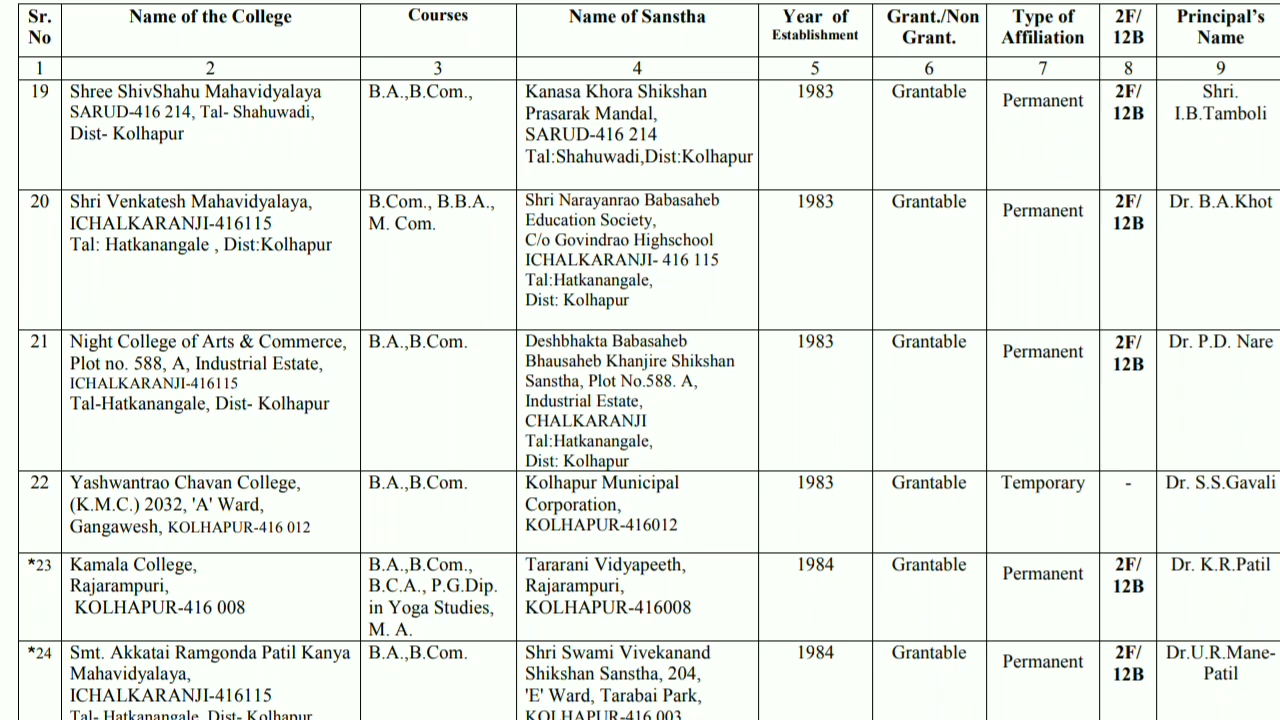 Sr. No | Name of the College | Courses | Name of Sanstha | Year of Establishment | Grant./Non Grant. | Type of Affiliation | 2F/ 12B | Principal's Name
1 | 2 | 3 | 4 | 5 | 6 | 7 | 8 | 9
19
Shree ShivShahu Mahavidyalaya
SARUD-416 214, Tal- Shahuwadi,
Dist- Kolhapur
B.A.,B.Com.,
Kanasa Khora Shikshan
Prasarak Mandal,
SARUD-416 214
Tal:Shahuwadi,Dist:Kolhapur
1983
Grantable
Permanent
2F/
12B
Shri.
I.B.Tamboli
20
Shri Venkatesh Mahavidyalaya,
ICHALKARANJI-416115
Tal: Hatkanangale , Dist:Kolhapur
B.Com., B.B.A.,
M. Com.
Shri Narayanrao Babasaheb
Education Society,
C/o Govindrao Highschool
ICHALKARANJI- 416 115
Tal:Hatkanangale,
Dist: Kolhapur
1983
Grantable
Permanent
2F/
12B
Dr. B.A.Khot
21
Night College of Arts & Commerce,
Plot no. 588, A, Industrial Estate,
ICHALKARANJI-416115
Tal-Hatkanangale, Dist- Kolhapur
B.A.,B.Com.
Deshbhakta Babasaheb
Bhausaheb Khanjire Shikshan
Sanstha, Plot No.588. A,
Industrial Estate,
CHALKARANJI
Tal:Hatkanangale,
Dist: Kolhapur
1983
Grantable
Permanent
2F/
12B
Dr. P.D. Nare
22
Yashwantrao Chavan College,
(K.M.C.) 2032, 'A' Ward,
Gangawesh, KOLHAPUR-416 012
B.A.,B.Com.
Kolhapur Municipal
Corporation,
KOLHAPUR-416012
1983
Grantable
Temporary
-
Dr. S.S.Gavali
*23
Kamala College,
Rajarampuri,
KOLHAPUR-416 008
B.A.,B.Com.,
B.C.A., P.G.Dip.
in Yoga Studies,
M. A.
Tararani Vidyapeeth,
Rajarampuri,
KOLHAPUR-416008
1984
Grantable
Permanent
2F/
12B
Dr. K.R.Patil
*24
Smt. Akkatai Ramgonda Patil Kanya
Mahavidyalaya,
ICHALKARANJI-416115
Tal- Hatkanangale, Dist- Kolhapur
B.A.,B.Com.
Shri Swami Vivekanand
Shikshan Sanstha, 204,
'E' Ward, Tarabai Park,
KOLHAPUR-416 003
1984
Grantable
Permanent
2F/
12B
Dr.U.R.Mane-
Patil